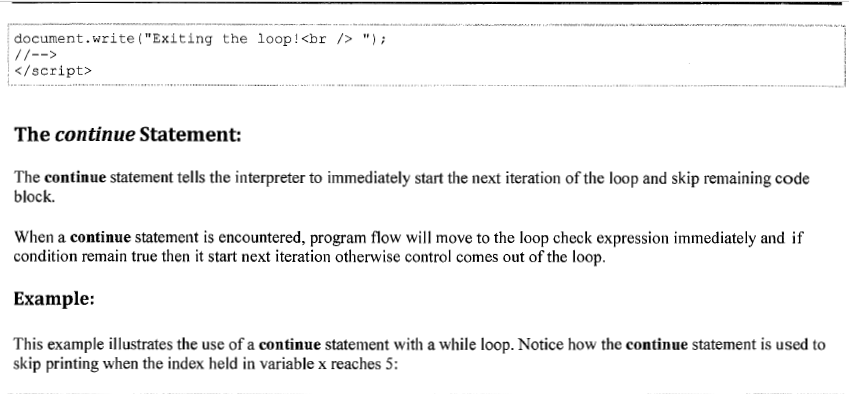 document.write("Exiting the loop!<br /> ");
//-->
</script>
The continue Statement:
The continue statement tells the interpreter to immediately start the next iteration of the loop and skip remaining code
block.
When a continue statement is encountered, program flow will move to the loop check expression immediately and if
condition remain true then it start next iteration otherwise control comes out of the loop.
Example:
This example illustrates the use of a continue statement with a while loop. Notice how the continue statement is used to
skip printing when the index held in variable x reaches 5: